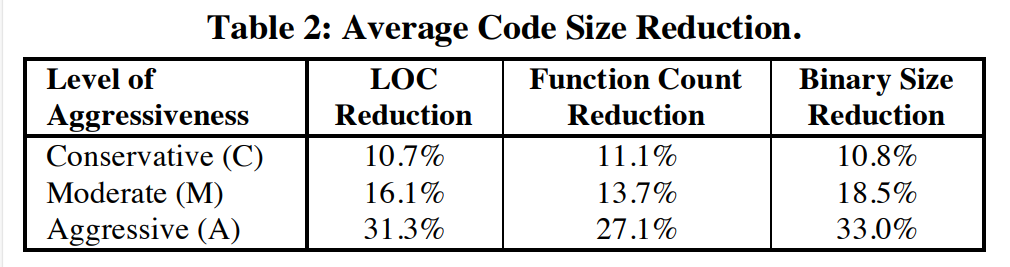 Table 2: Average Code Size Reduction.
Level of Aggressiveness LOC Reduction Function Count Reduction Binary Size Reduction
Conservative (C) 10.7% 11.1% 10.8%
Moderate (M) 16.1% 13.7% 18.5%
Aggressive (A) 31.3% 27.1% 33.0%